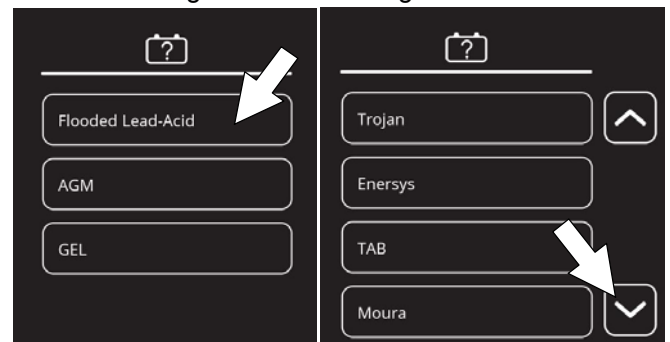 ?
Flooded Lead-Acid
AGM
GEL
?
Trojan
Enersys
TAB
Moura